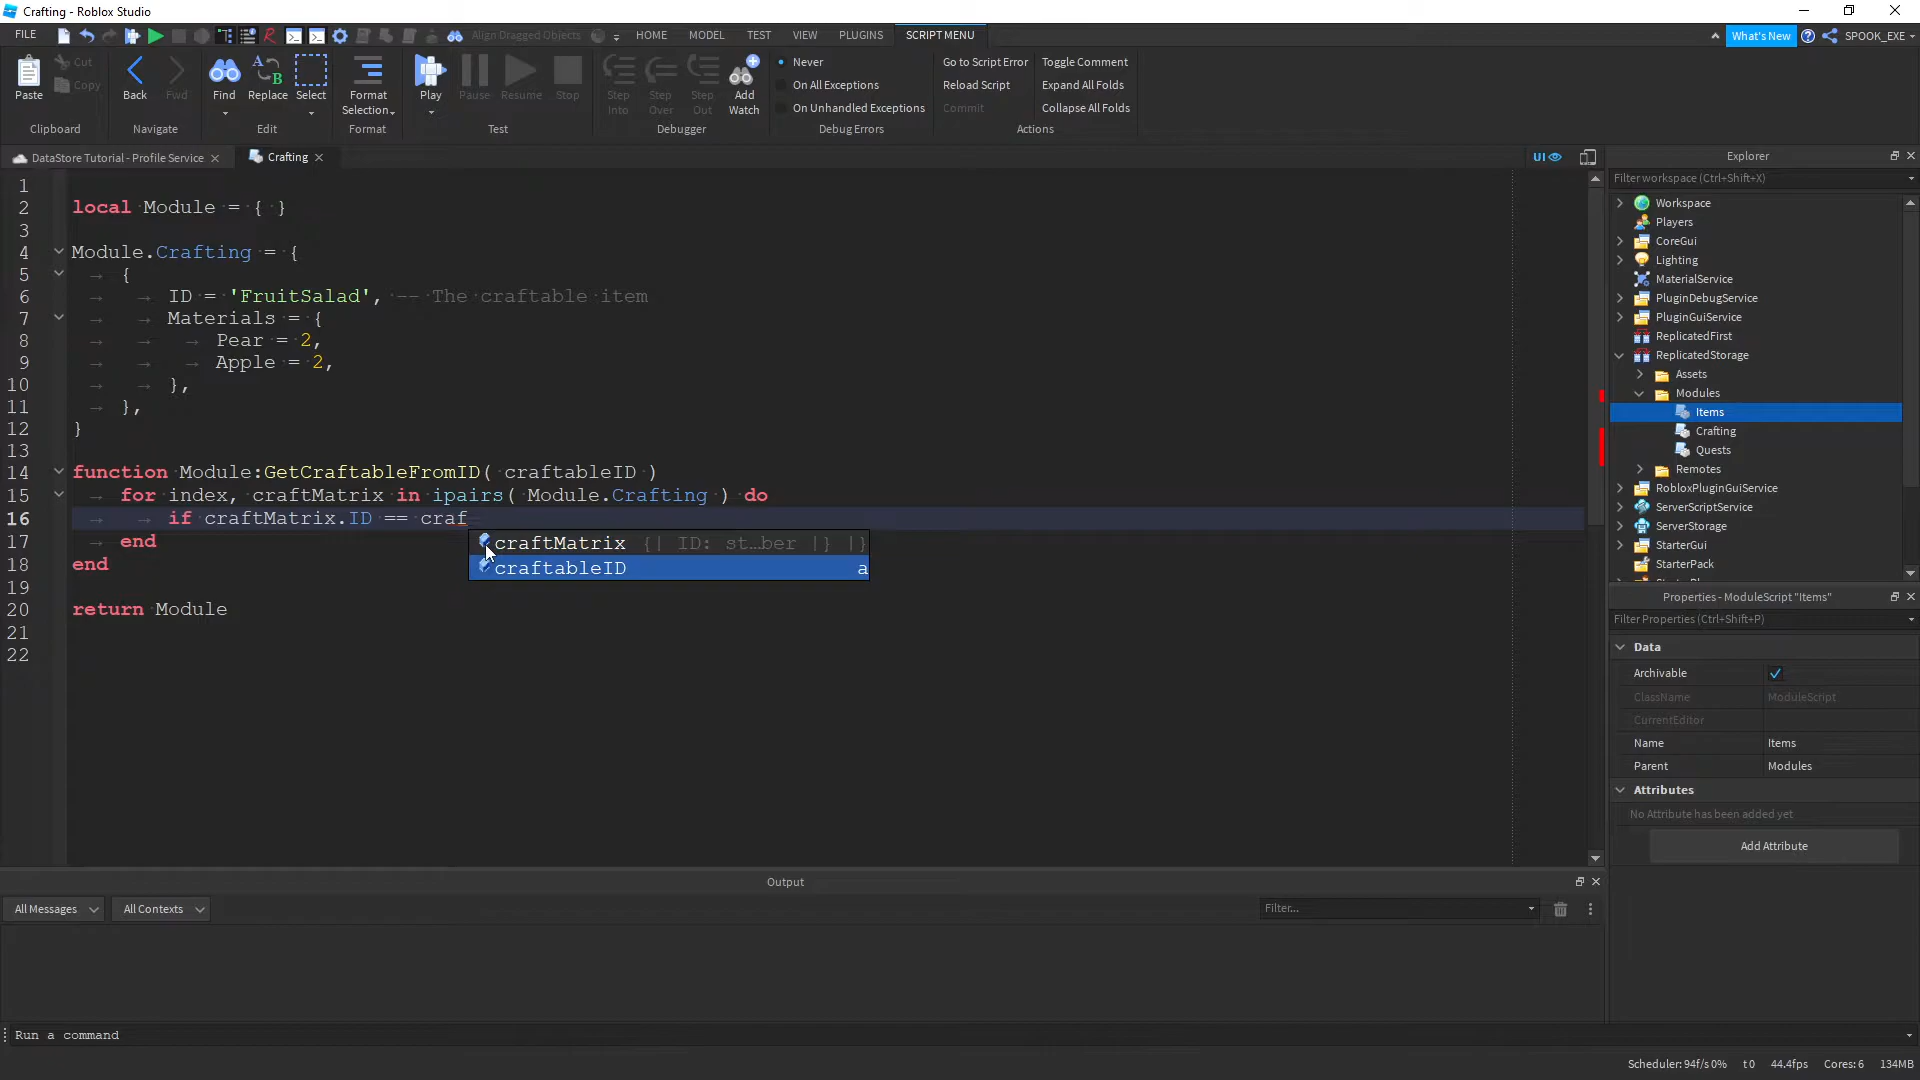 Crafting - Roblox Studio
FILE
Align Dragged Objects
HOME MODEL TEST VIEW PLUGINS SCRIPT MENU
What's New
SPOOK_EXE
Paste
Cut
Copy
Clipboard
Back
Fwd
Navigate
Find
Replace
Select
Edit
Format
Selection
Format
Play
Pause
Resume
Stop
Test
Step
Into
Step
Over
Step
Out
Add
Watch
Debugger
Never
On All Exceptions
On Unhandled Exceptions
Debug Errors
Go to Script Error
Reload Script
Commit
Toggle Comment
Expand All Folds
Collapse All Folds
Actions
DataStore Tutorial - Profile Service
Crafting
UI
1
2 local Module = { }
3
4 Module.Crafting = {
5 {
6 ID = 'FruitSalad', -- The craftable item
7 Materials = {
8 Pear = 2,
9 Apple = 2,
10 },
11 },
12 }
13
14 function Module:GetCraftableFromID( craftableID )
15 for index, craftMatrix in ipairs( Module.Crafting ) do
16 if craftMatrix.ID == craf
17 end
18 end
19
20 return Module
21
22
craftMatrix {| ID: st…ber |} |}
craftableID a
Explorer
Filter workspace (Ctrl+Shift+X)
Workspace
Players
CoreGui
Lighting
MaterialService
PluginDebugService
PluginGuiService
ReplicatedFirst
ReplicatedStorage
Assets
Modules
Items
Crafting
Quests
Remotes
RobloxPluginGuiService
ServerScriptService
ServerStorage
StarterGui
StarterPack
Properties - ModuleScript "Items"
Filter Properties (Ctrl+Shift+P)
Data
Archivable
ClassName ModuleScript
CurrentEditor
Name Items
Parent Modules
Attributes
No Attribute has been added yet
Add Attribute
Output
All Messages
All Contexts
Filter...
Run a command
Scheduler: 94f/s 0% t 0 44.4fps Cores: 6 134MB